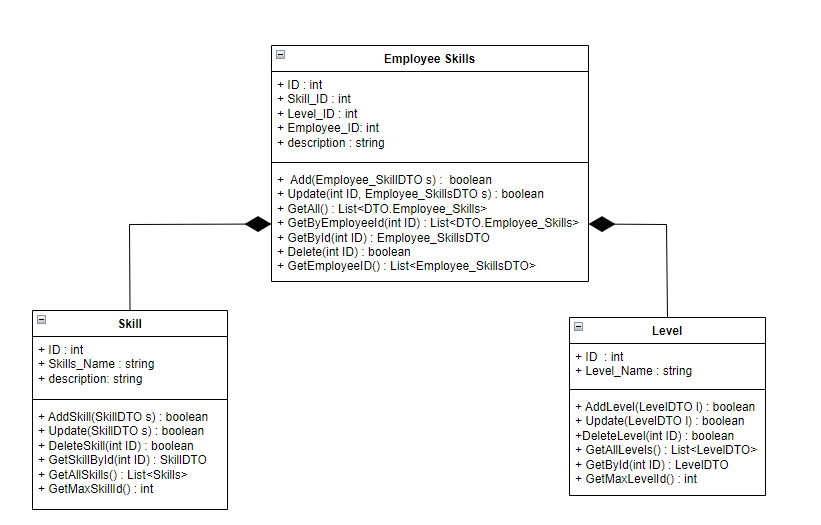 Employee Skills
+ ID : int
+ Skill_ID : int
+ Level_ID : int
+ Employee_ID: int
+ description : string
+ Add(Employee_SkillDTO s) : boolean
+ Update(int ID, Employee_SkillsDTO s) : boolean
+ GetAll() : List<DTO.Employee_Skills>
+ GetByEmployeeId(int ID) : List<DTO.Employee_Skills>
+ GetById(int ID) : Employee_SkillsDTO
+ Delete(int ID) : boolean
+ GetEmployeeID() : List<Employee_SkillsDTO>
Skill
+ ID : int
+ Skills_Name : string
+ description: string
+ AddSkill(SkillDTO s) : boolean
+ Update(SkillDTO s) : boolean
+ DeleteSkill(int ID) : boolean
+ GetSkillById(int ID) : SkillDTO
+ GetAllSkills() : List<Skills>
+ GetMaxSkillId() : int
Level
+ ID : int
+ Level_Name : string
+ AddLevel(LevelDTO l) : boolean
+ Update(LevelDTO l) : boolean
+DeleteLevel(int ID) : boolean
+ GetAllLevels() : List<LevelDTO>
+ GetById(int ID) : LevelDTO
+ GetMaxLevelId() : int